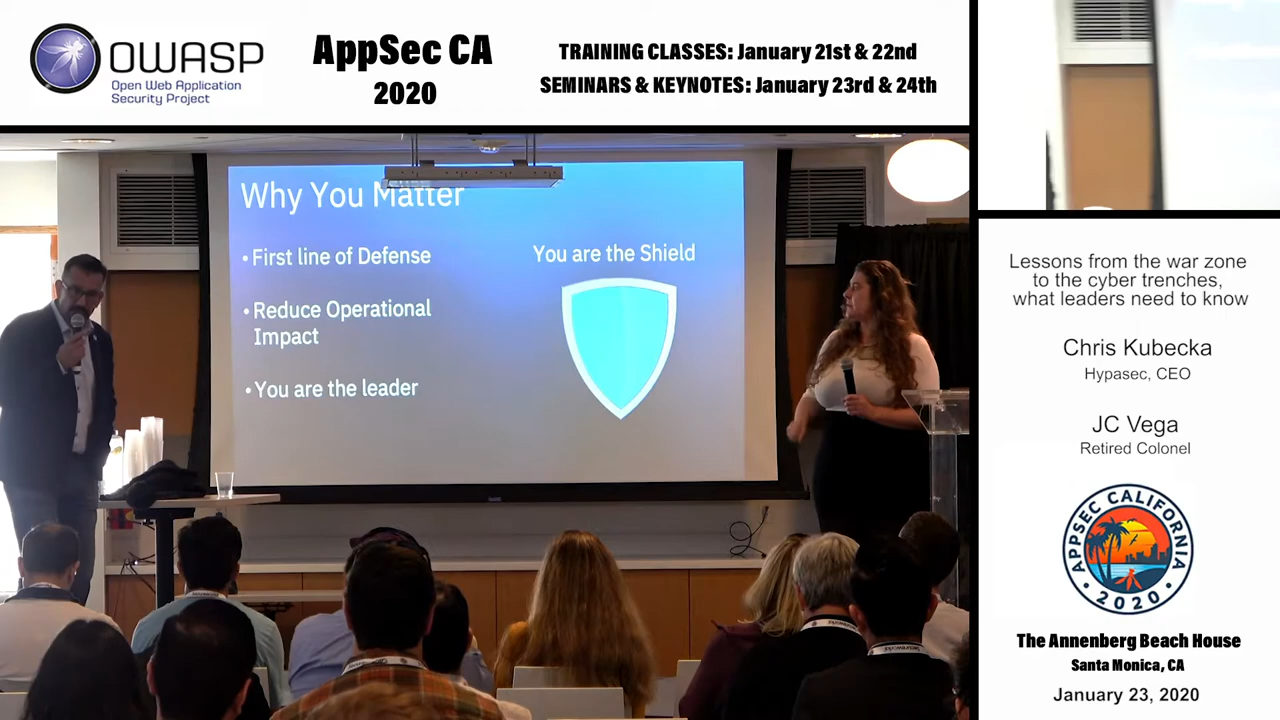 OWASP
Open Web Application
Security Project
AppSec CA
2020
TRAINING CLASSES: January 21st & 22nd
SEMINARS & KEYNOTES: January 23rd & 24th
Why You Matter
• First line of Defense
• Reduce Operational
Impact
• You are the leader
You are the Shield
Lessons from the war zone
to the cyber trenches,
what leaders need to know
Chris Kubecka
Hypasec, CEO
JC Vega
Retired Colonel
APPSEC CALIFORNIA
• 2020 •
The Annenberg Beach House
Santa Monica, CA
January 23, 2020